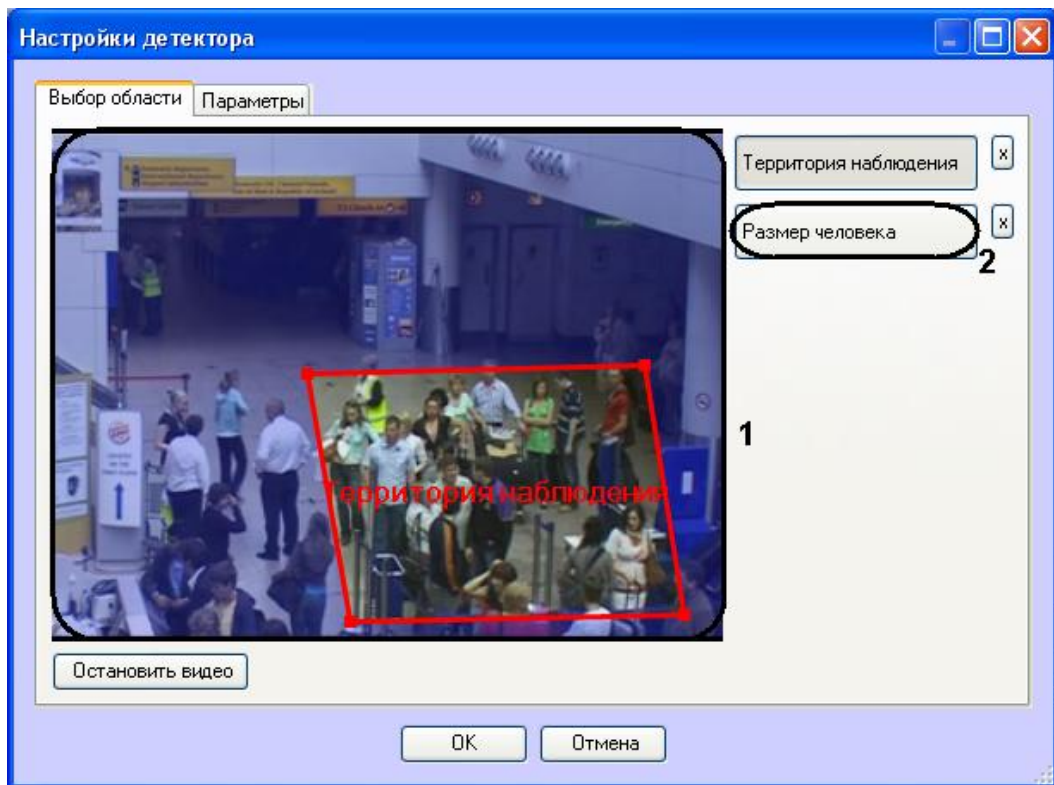 Настройки детектора
Выбор области
Параметры
Территория наблюдения
x
Размер человека
x
2
1
Территория наблюдения
Остановить видео
OK
Отмена